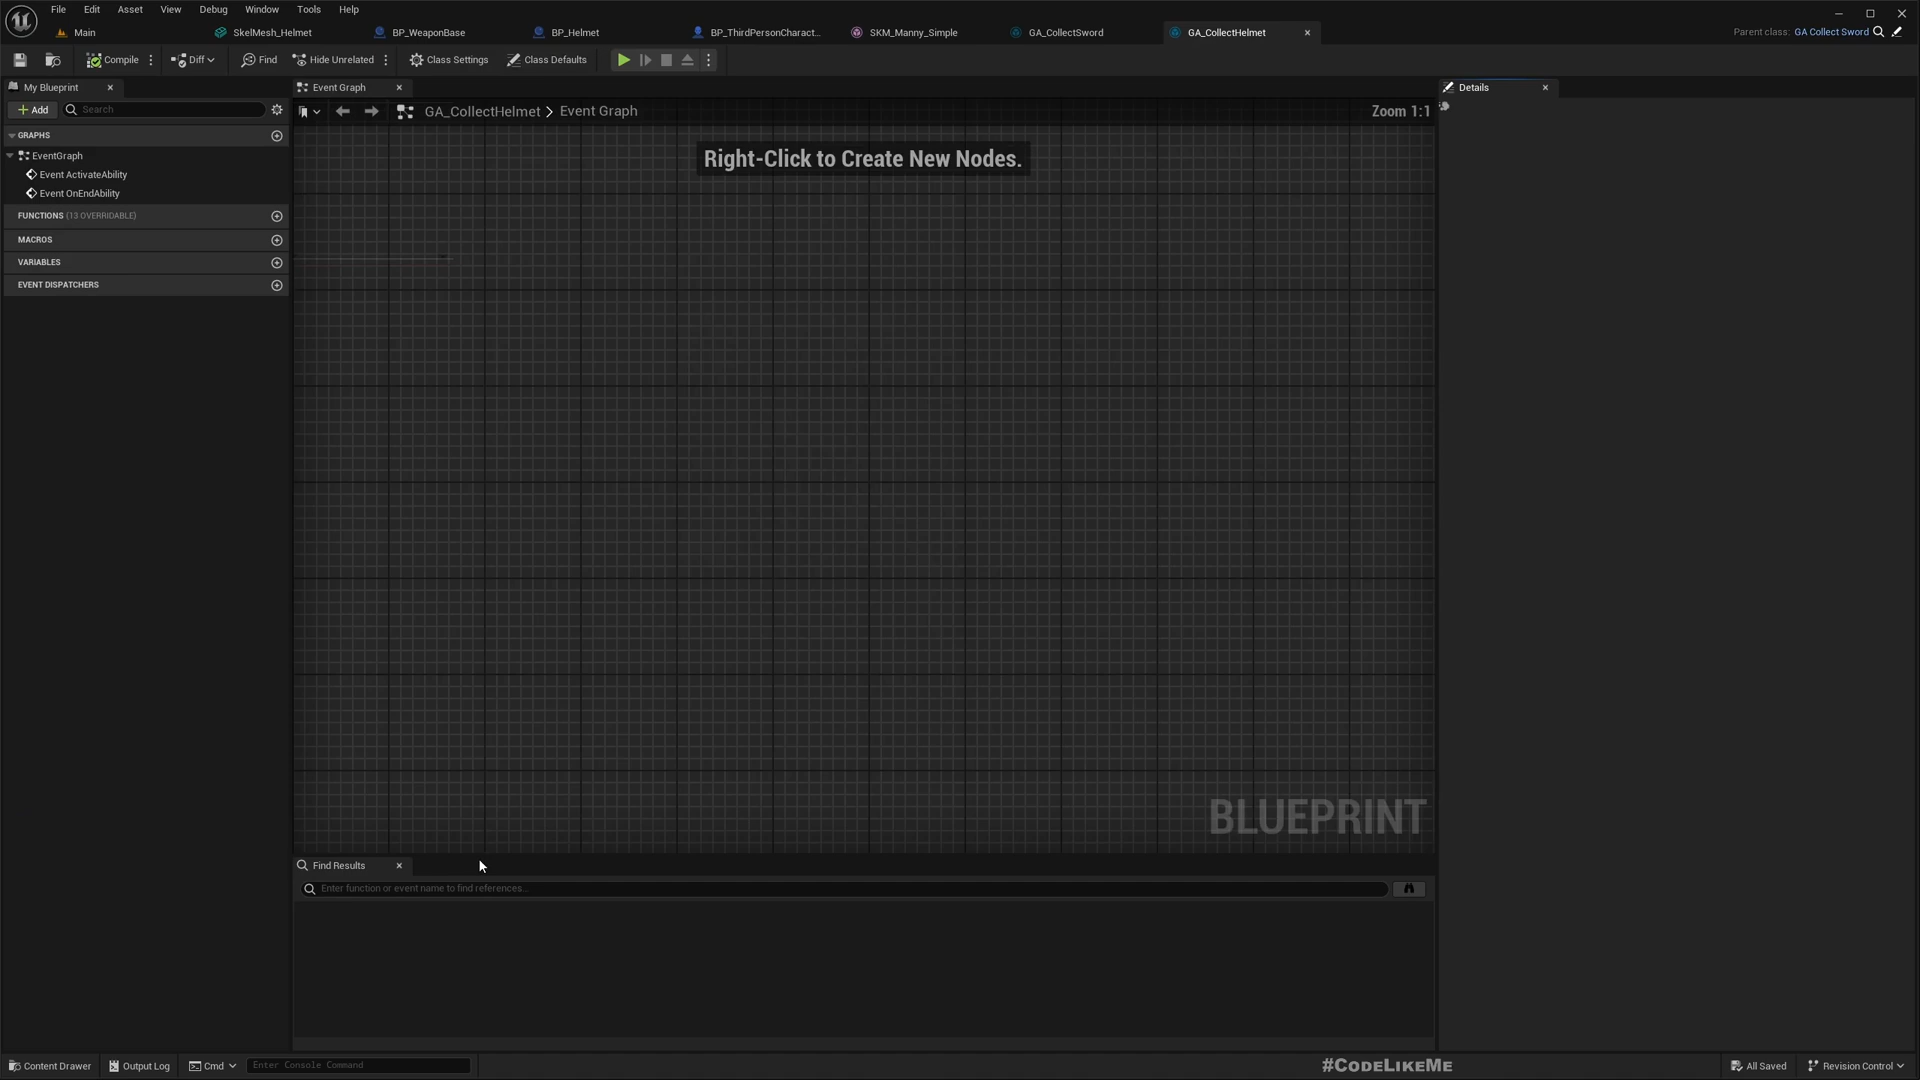 File Edit Asset View Debug Window Tools Help
Main SkelMesh_Helmet BP_WeaponBase BP_Helmet BP_ThirdPersonCharact... SKM_Manny_Simple GA_CollectSword GA_CollectHelmet Parent class: GA Collect Sword
Compile Diff Find Hide Unrelated Class Settings Class Defaults
My Blueprint Event Graph Details
Add Search GA_CollectHelmet > Event Graph Zoom 1:1
GRAPHS
EventGraph
Event ActivateAbility
Event OnEndAbility
FUNCTIONS (13 OVERRIDABLE)
MACROS
VARIABLES
EVENT DISPATCHERS
Right-Click to Create New Nodes.
BLUEPRINT
Find Results
Enter function or event name to find references...
Content Drawer Output Log Cmd Enter Console Command #CODELIKEME All Saved Revision Control